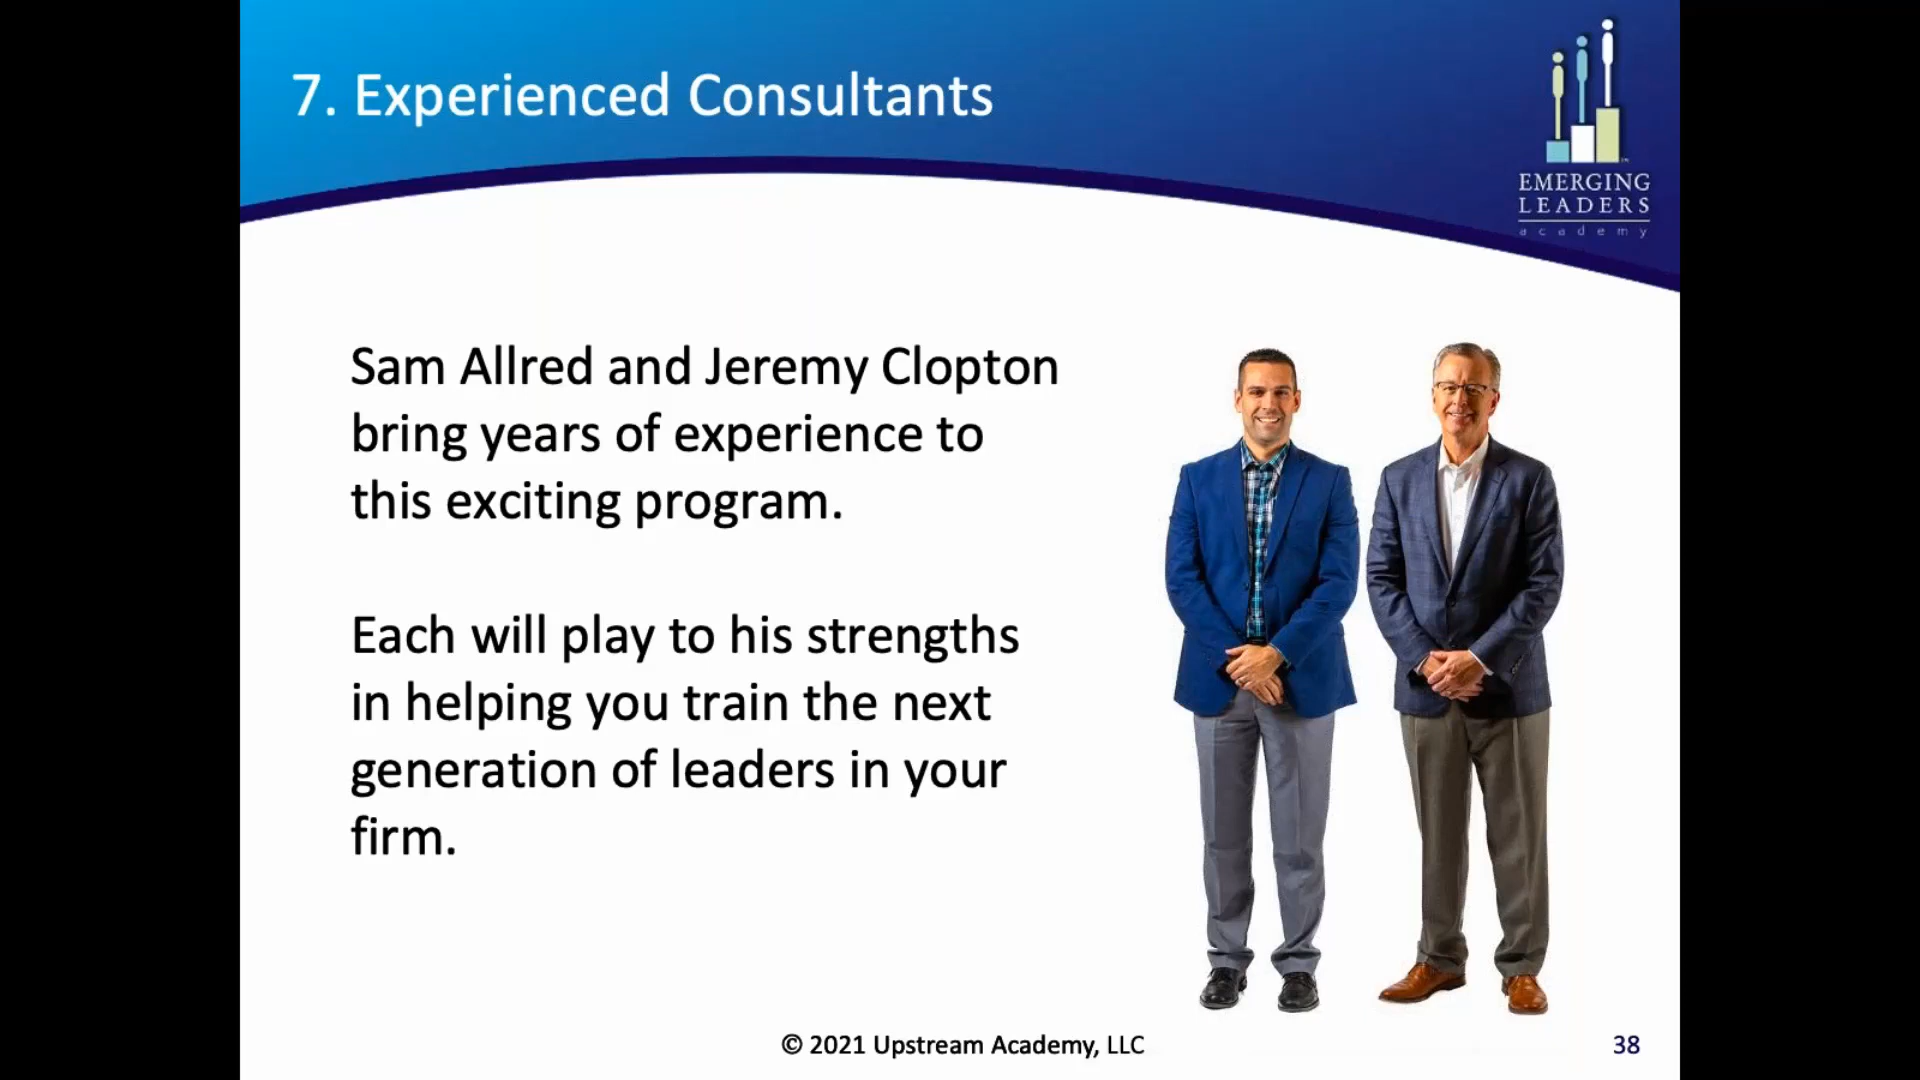 7. Experienced Consultants
EMERGING
LEADERS
academy
Sam Allred and Jeremy Clopton
bring years of experience to
this exciting program.
Each will play to his strengths
in helping you train the next
generation of leaders in your
firm.
© 2021 Upstream Academy, LLC
38